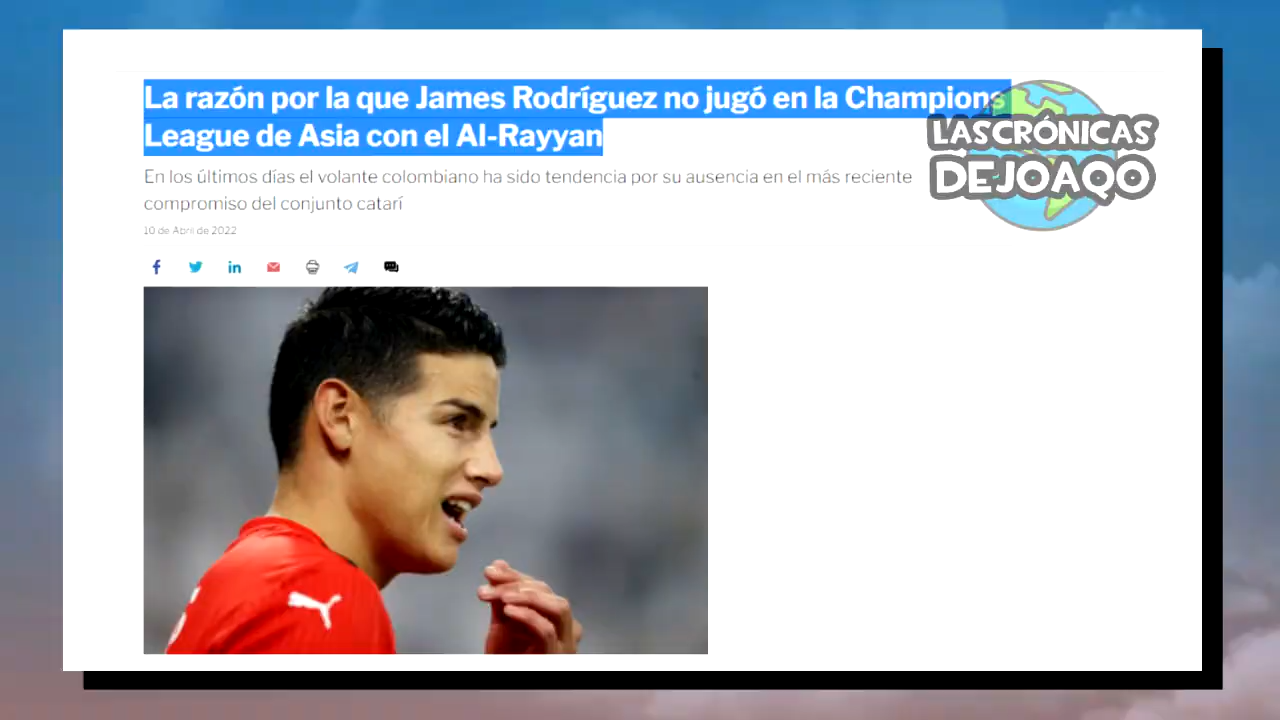 La razón por la que James Rodríguez no jugó en la Champions
League de Asia con el Al-Rayyan
LAS CRÓNICAS
DE JOAQO
En los últimos días el volante colombiano ha sido tendencia por su ausencia en el más reciente
compromiso del conjunto catarí
10 de Abril de 2022